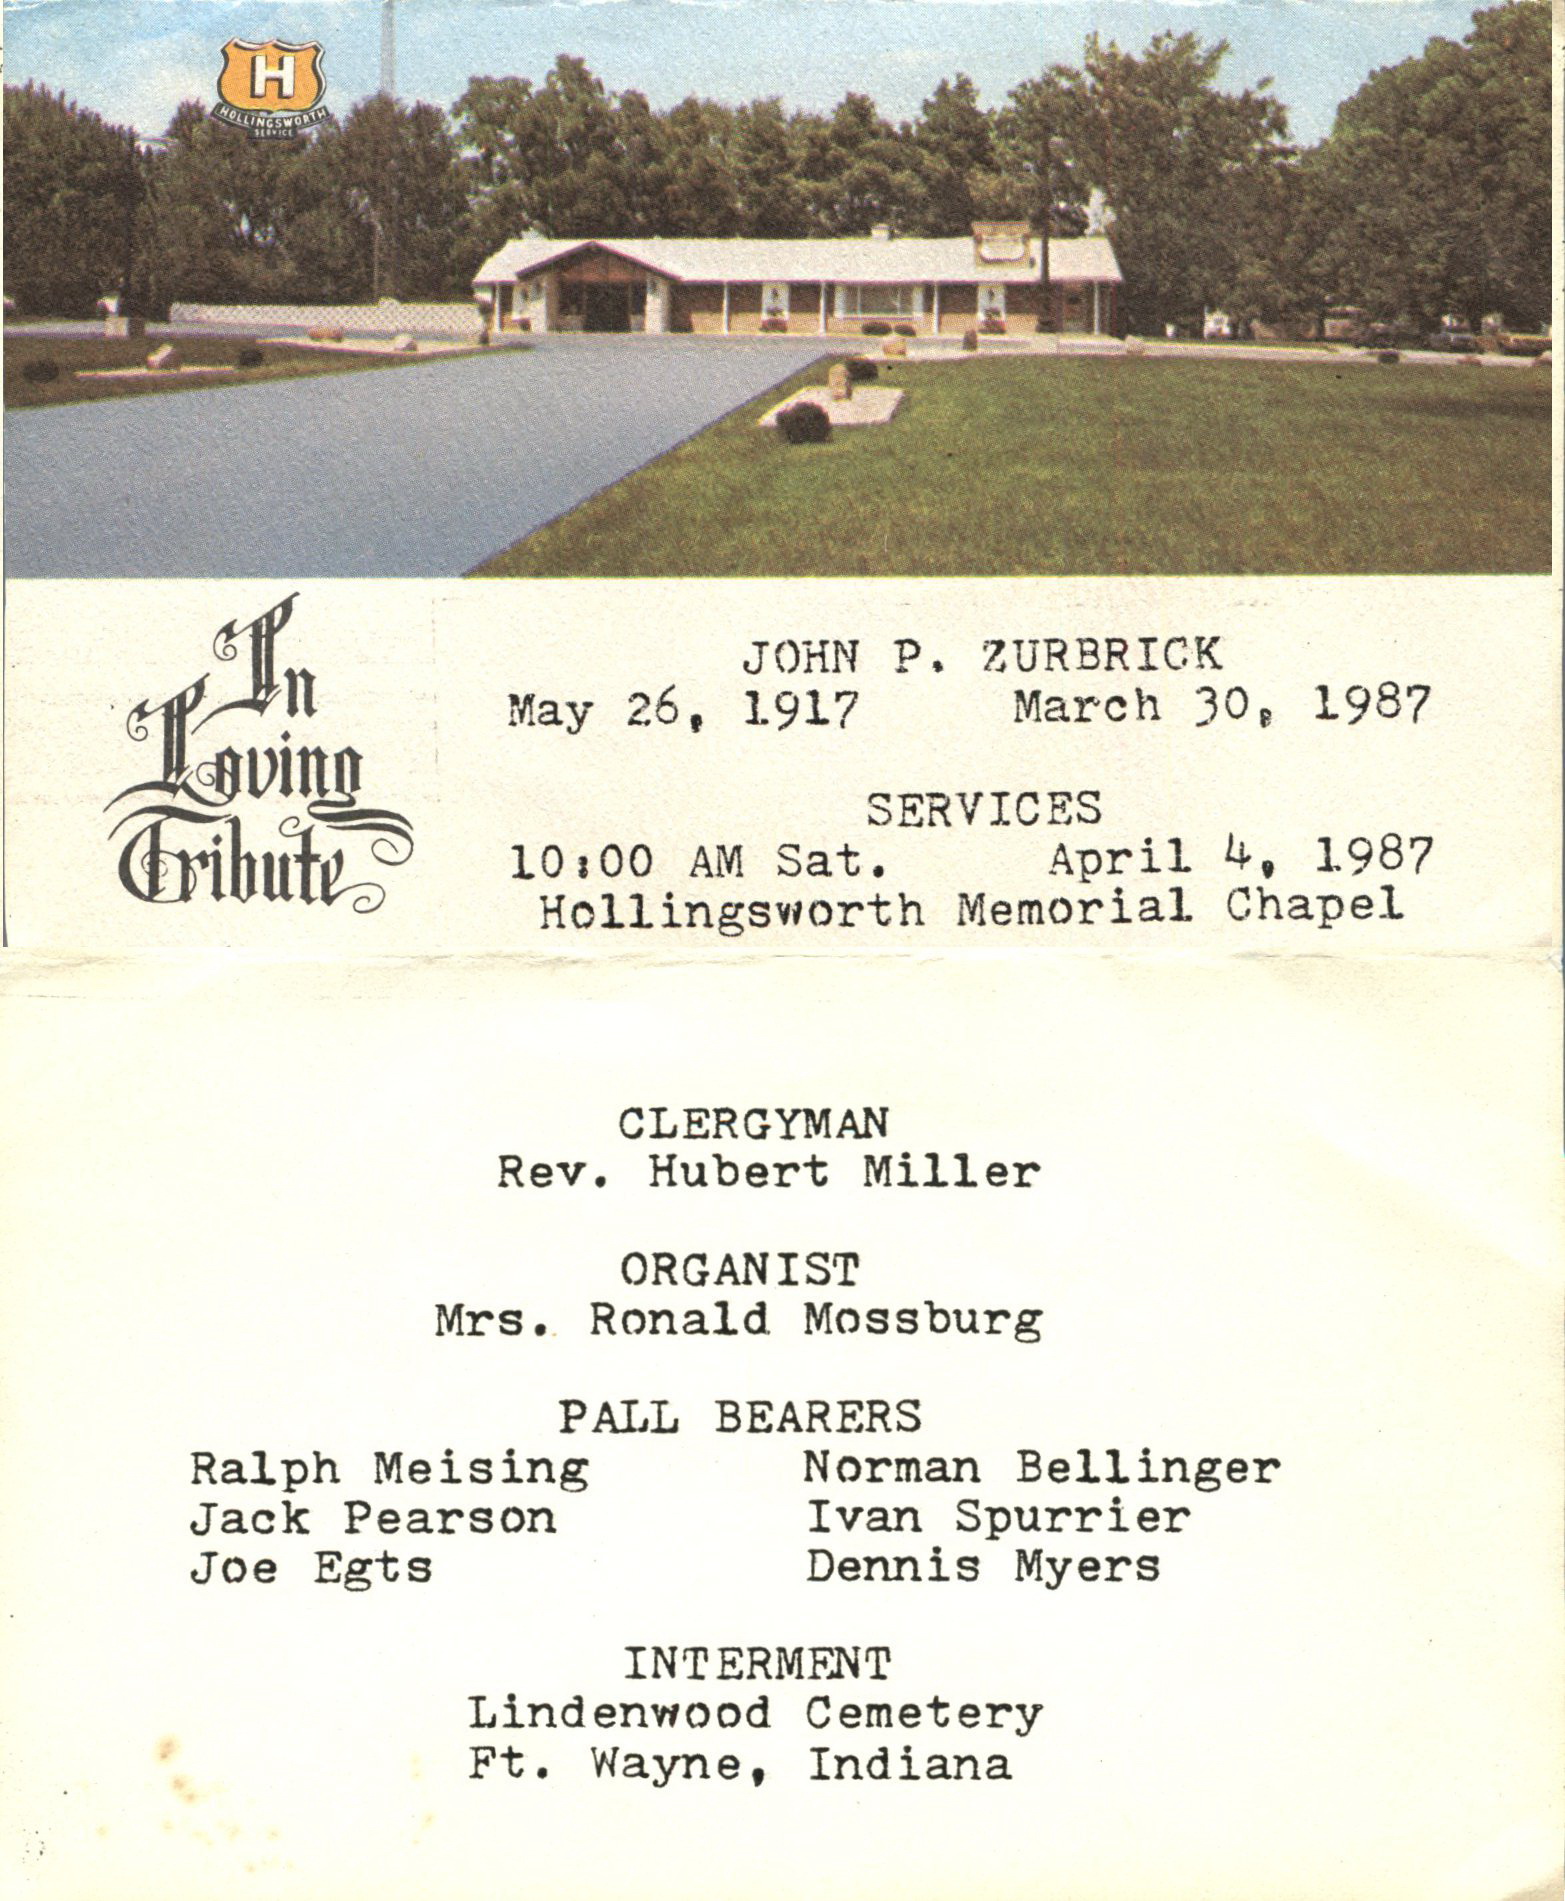 H
HOLLINGSWORTH
SERVICE
In
Loving
Tribute
JOHN P. ZURBRICK
May 26, 1917 March 30, 1987
SERVICES
10:00 AM Sat. April 4, 1987
Hollingsworth Memorial Chapel
CLERGYMAN
Rev. Hubert Miller
ORGANIST
Mrs. Ronald Mossburg
PALL BEARERS
Ralph Meising Norman Bellinger
Jack Pearson Ivan Spurrier
Joe Egts Dennis Myers
INTERMENT
Lindenwood Cemetery
Ft. Wayne, Indiana